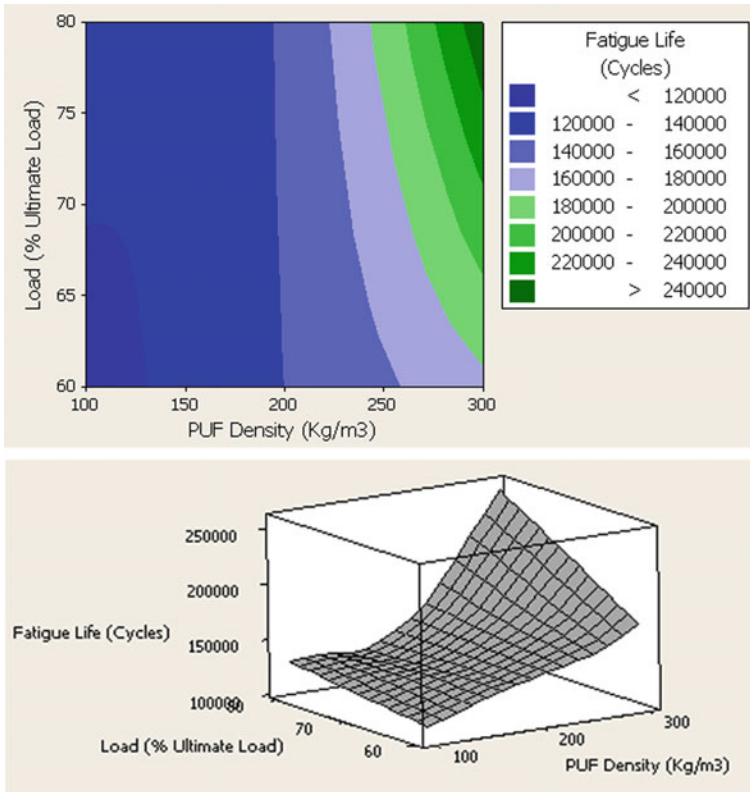 80
75
70
65
60
Load (% Ultimate Load)
100
150
200
250
300
PUF Density (Kg/m3)
Fatigue Life
(Cycles)
< 120000
120000 - 140000
140000 - 160000
160000 - 180000
180000 - 200000
200000 - 220000
220000 - 240000
> 240000
250000
200000
Fatigue Life (Cycles)
150000
100000
80
70
Load (% Ultimate Load)
60
100
200
300
PUF Density (Kg/m3)